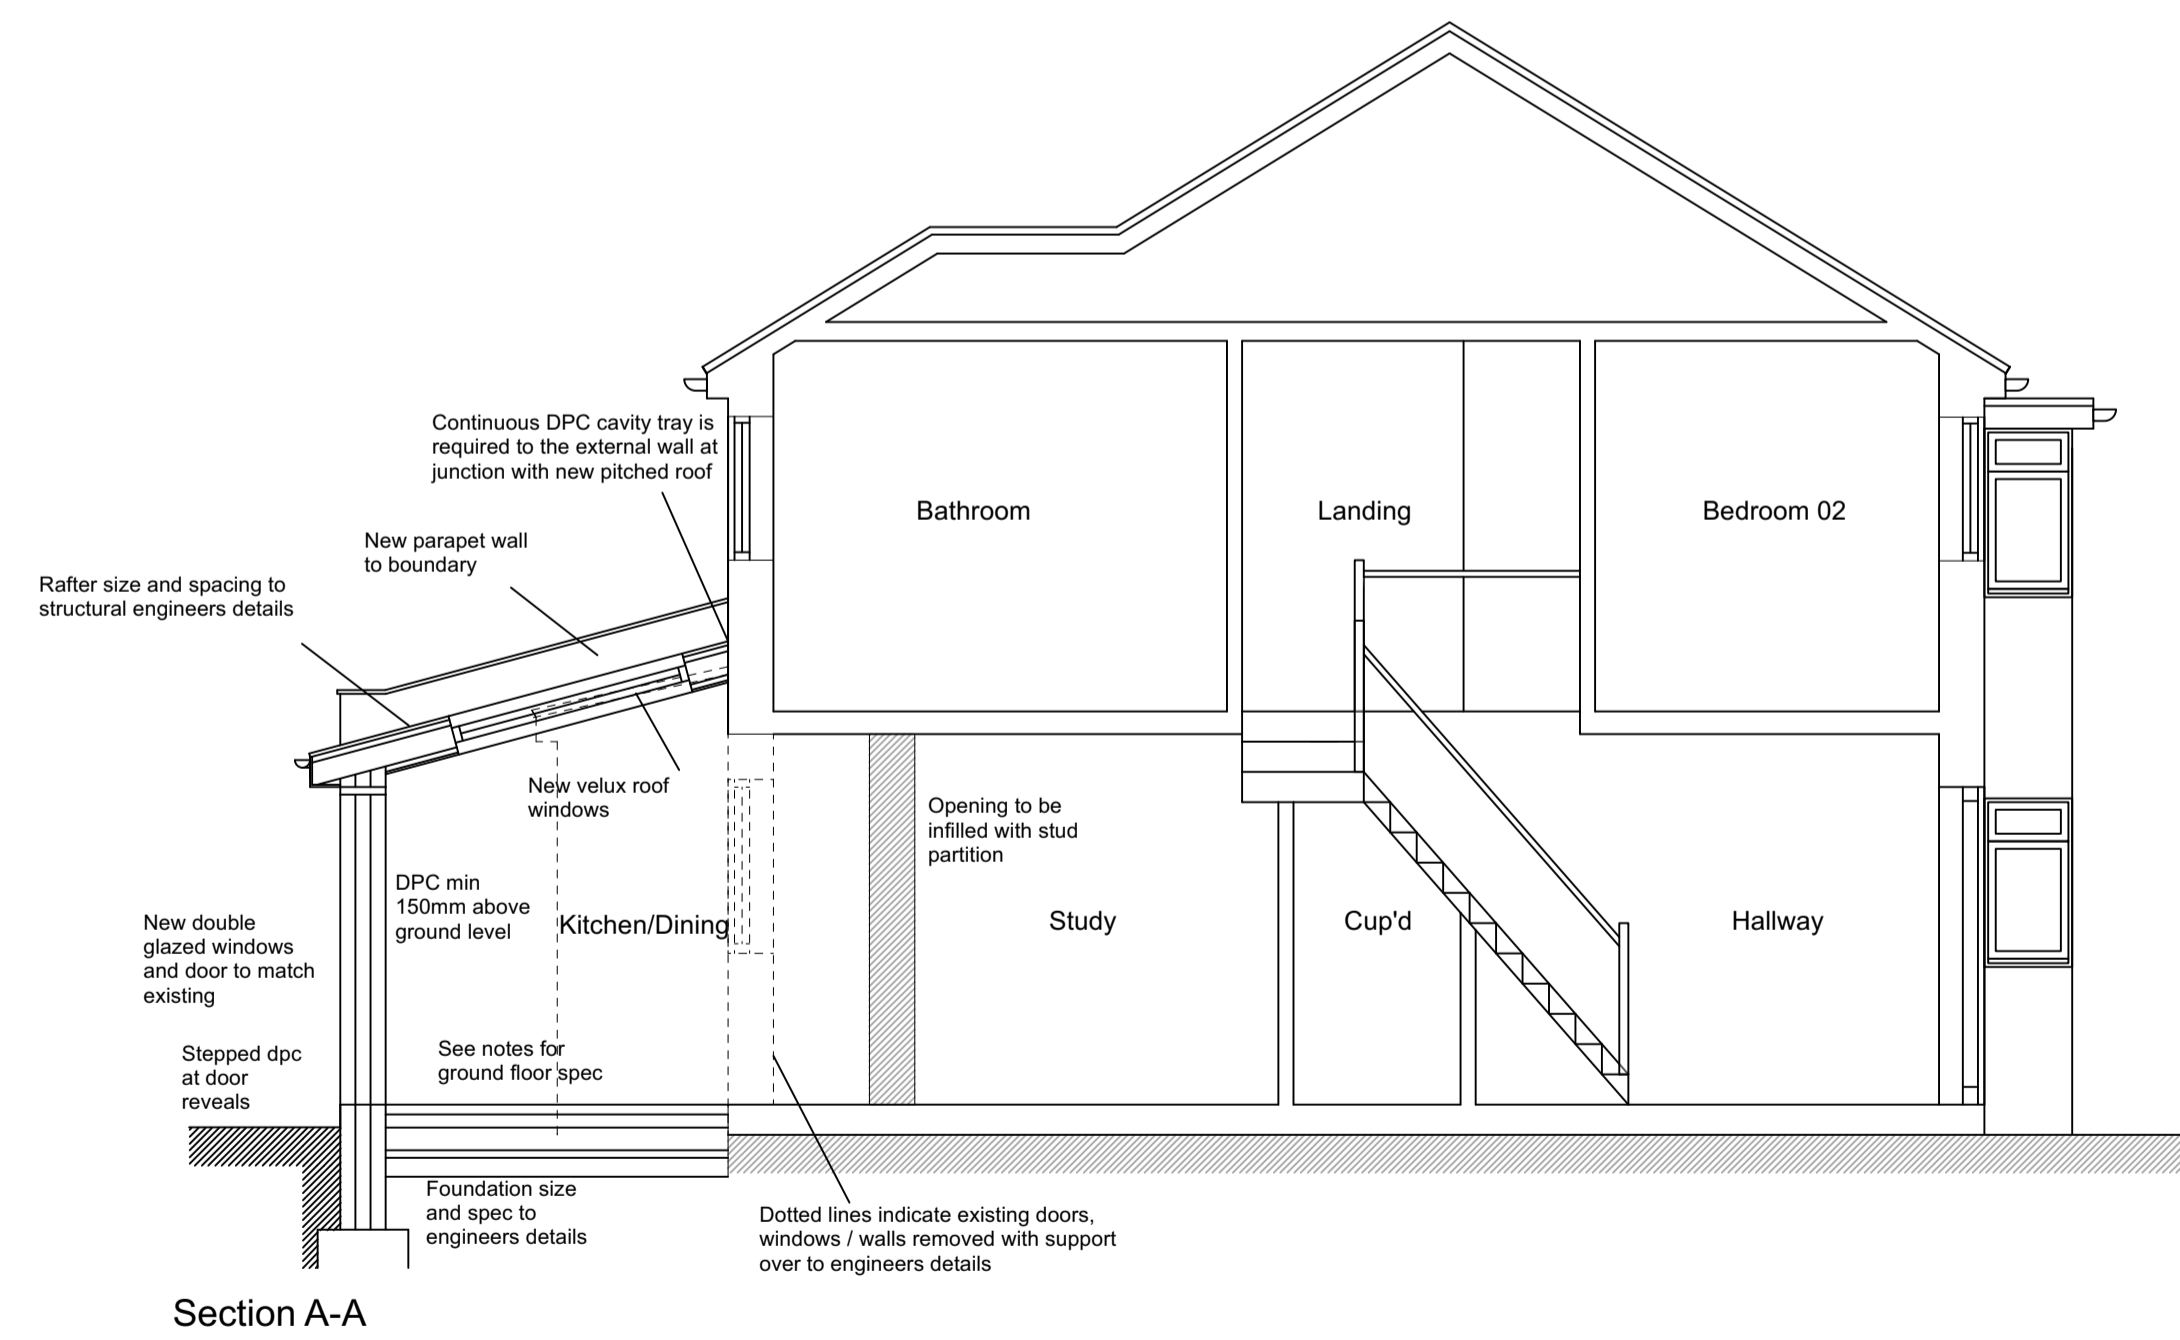 Continuous DPC cavity tray is
required to the external wall at
junction with new pitched roof
New parapet wall
to boundary
Rafter size and spacing to
structural engineers details
Bathroom
Landing
Bedroom 02
New velux roof
windows
Opening to be
infilled with stud
partition
DPC min
150mm above
ground level
Kitchen/Dining
Study
Cup'd
Hallway
New double
glazed windows
and door to match
existing
Stepped dpc
at door
reveals
See notes for
ground floor spec
Foundation size
and spec to
engineers details
Dotted lines indicate existing doors,
windows / walls removed with support
over to engineers details
Section A-A